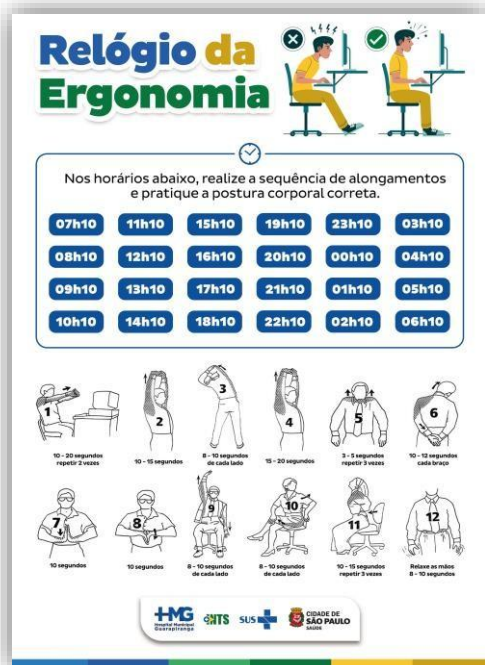 Relógio da
Ergonomia
Nos horários abaixo, realize a sequência de alongamentos
e pratique a postura corporal correta.
07h10 11h10 15h10 19h10 23h10 03h10
08h10 12h10 16h10 20h10 00h10 04h10
09h10 13h10 17h10 21h10 01h10 05h10
10h10 14h10 18h10 22h10 02h10 06h10
1 2 3 4 5 6
10 - 20 segundos
repetir 2 vezes
10 - 15 segundos
8 - 10 segundos
de cada lado
15 - 20 segundos
3 - 5 segundos
repetir 3 vezes
10 - 12 segundos
cada braço
7 8 9 10 11 12
10 segundos
10 segundos
8 - 10 segundos
de cada lado
8 - 10 segundos
de cada lado
10 - 15 segundos
repetir 3 vezes
Relaxe as mãos
8 - 10 segundos
HMG
Hospital Municipal
Guarapiranga
INTS
SUS
CIDADE DE
SÃO PAULO
SAÚDE